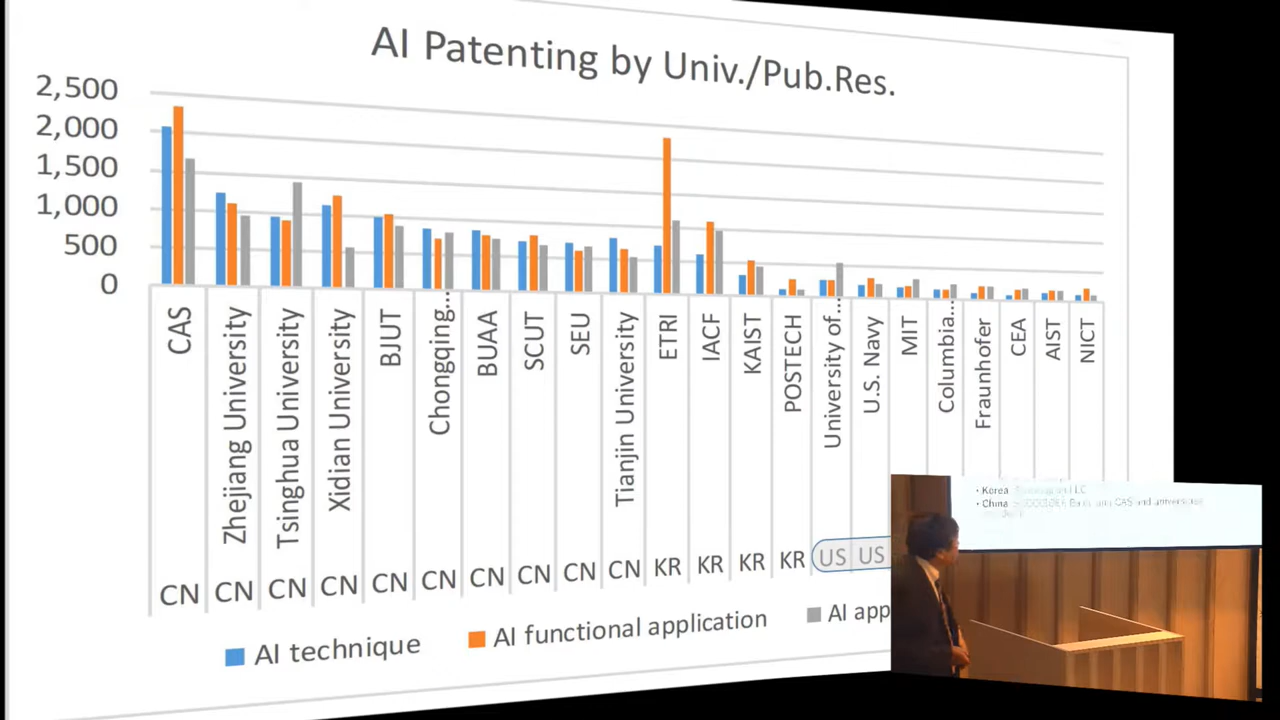 AI Patenting by Univ./Pub.Res.
2,500
2,000
1,500
1,000
500
0
CAS
Zhejiang University
Tsinghua University
Xidian University
BJUT
Chongqing...
BUAA
SCUT
SEU
Tianjin University
ETRI
IACF
KAIST
POSTECH
University of...
U.S. Navy
MIT
Columbia...
Fraunhofer
CEA
AIST
NICT
CN CN CN CN CN CN CN CN CN CN KR KR KR KR US US
AI technique AI functional application AI app
• Korea
• China CAS and universities